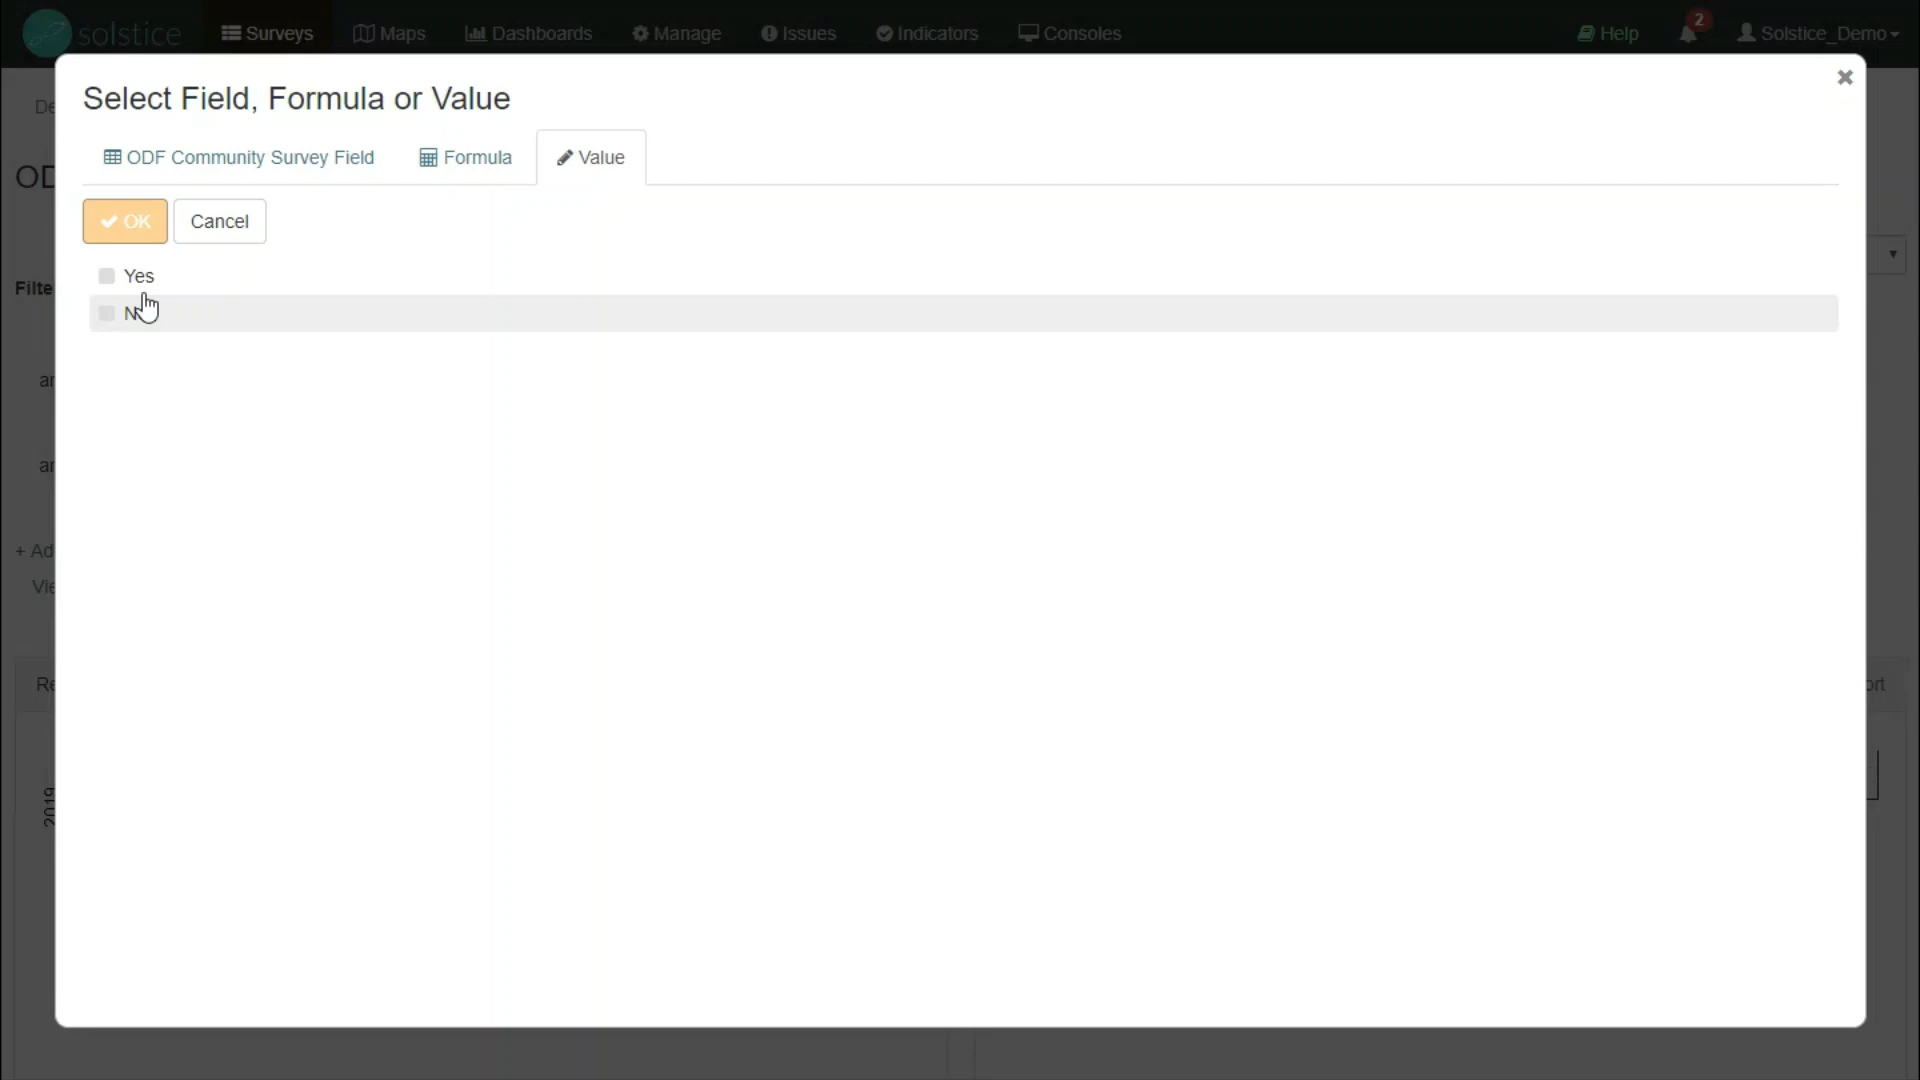 solstice Surveys Maps Dashboards Manage Issues Indicators Consoles Help 2 Solstice_Demo
Select Field, Formula or Value
ODF Community Survey Field Formula Value
OK Cancel
Yes
2019